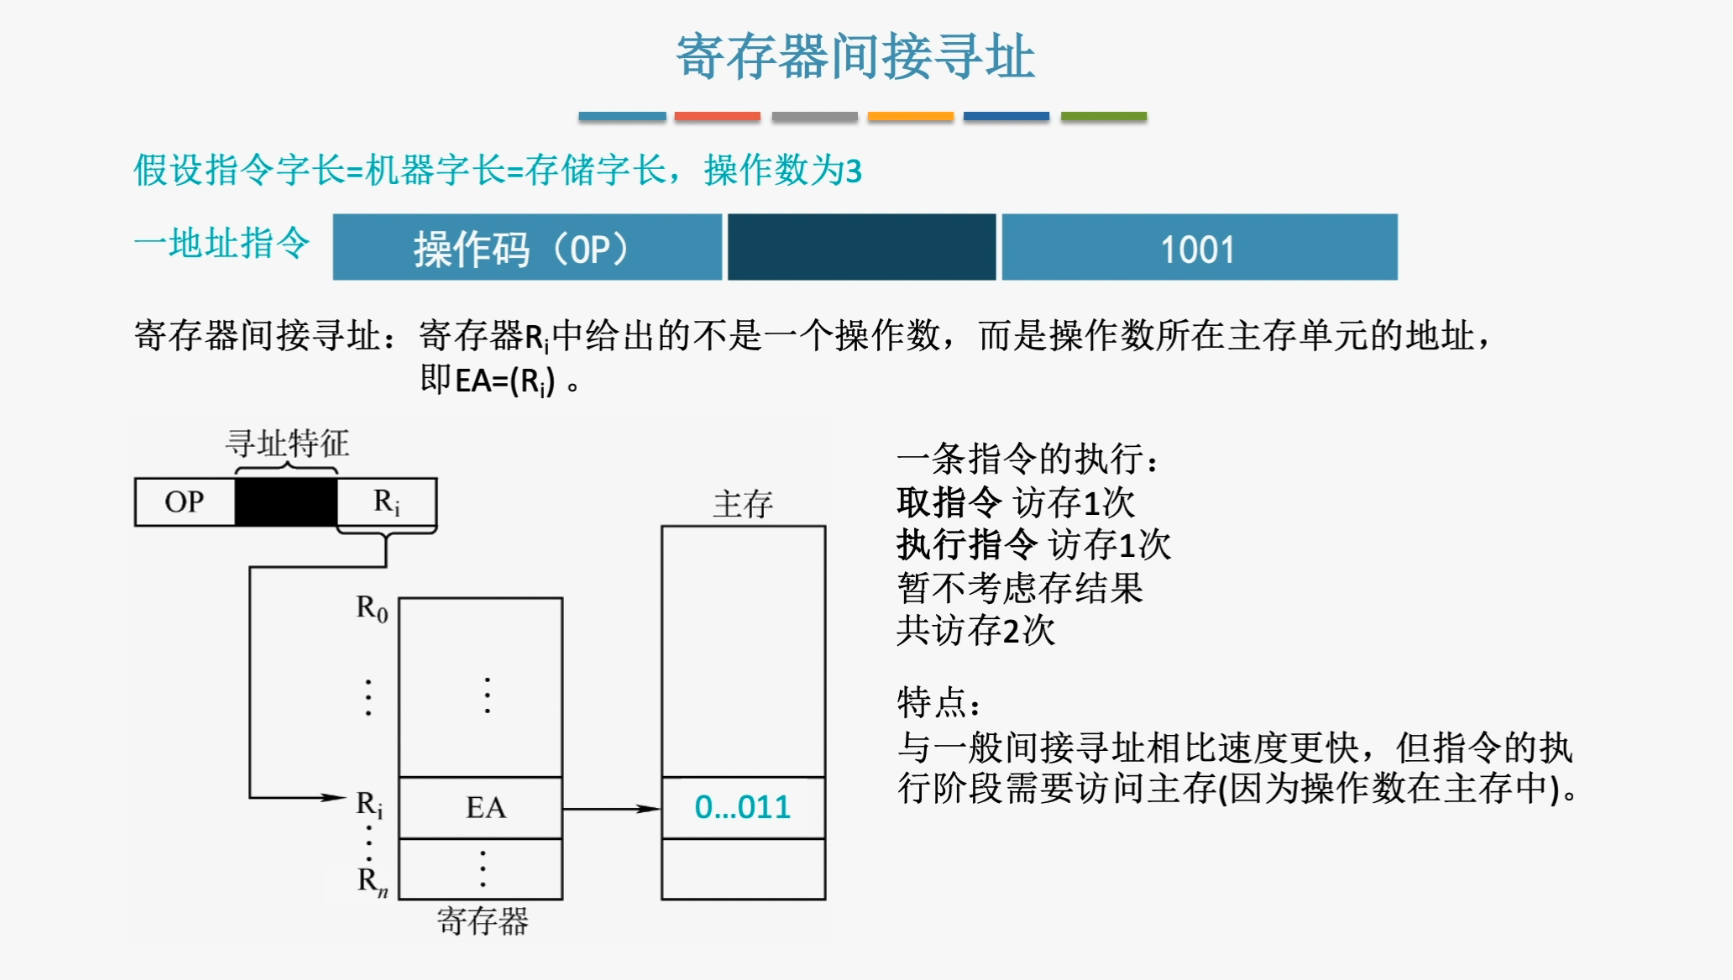 寄存器间接寻址
假设指令字长=机器字长=存储字长，操作数为3
一地址指令
操作码（OP）
1001
寄存器间接寻址：寄存器Ri中给出的不是一个操作数，而是操作数所在主存单元的地址，
即EA=(Ri) 。
寻址特征
OP
Ri
主存
R0
⋮
⋮
Ri
EA
0…011
⋮
⋮
Rn
寄存器
一条指令的执行：
取指令 访存1次
执行指令 访存1次
暂不考虑存结果
共访存2次
特点：
与一般间接寻址相比速度更快，但指令的执
行阶段需要访问主存(因为操作数在主存中)。